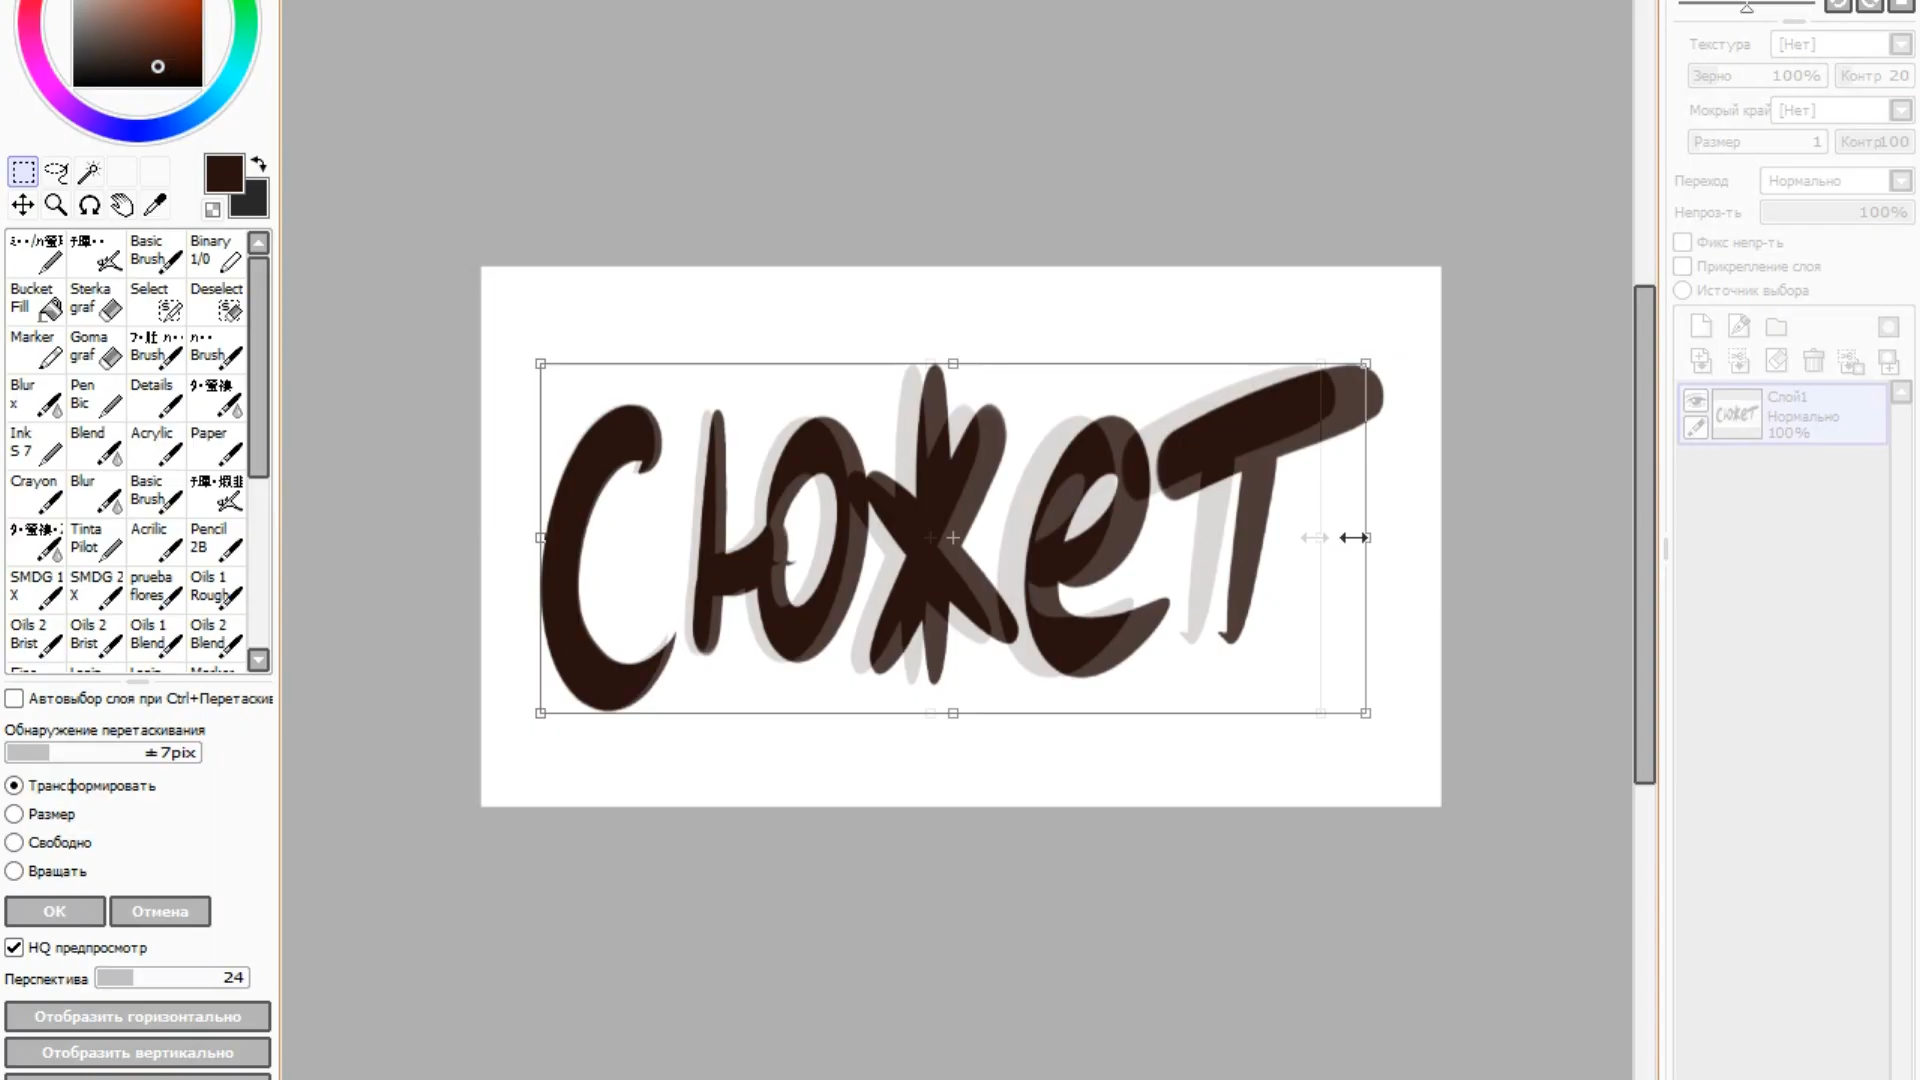 Basic Brush
Binary 1/0
Bucket Fill
Sterka graf
Select
Deselect
Marker
Goma graf
Brush
Brush
Blur x
Pen Bic
Details
Ink S 7
Blend
Acrylic
Paper
Crayon
Blur
Basic Brush
Tinta Pilot
Acrilic
Pencil 2B
SMDG 1 X
SMDG 2 X
prueba flores
Oils 1 Rough
Oils 2 Brist
Oils 2 Brist
Oils 1 Blend
Oils 2 Blend
Автовыбор слоя при Ctrl+Перетаскив
Обнаружение перетаскивания
±7pix
Трансформировать
Размер
Свободно
Вращать
OK
Отмена
HQ предпросмотр
Перспектива 24
Отобразить горизонтально
Отобразить вертикально
Сюжет
Текстура [Нет]
Зерно 100% Контр 20
Мокрый край [Нет]
Размер 1 Контр100
Переход Нормально
Непроз-ть 100%
Фикс непр-ть
Прикрепление слоя
Источник выбора
Сюжет
Слой1
Нормально
100%